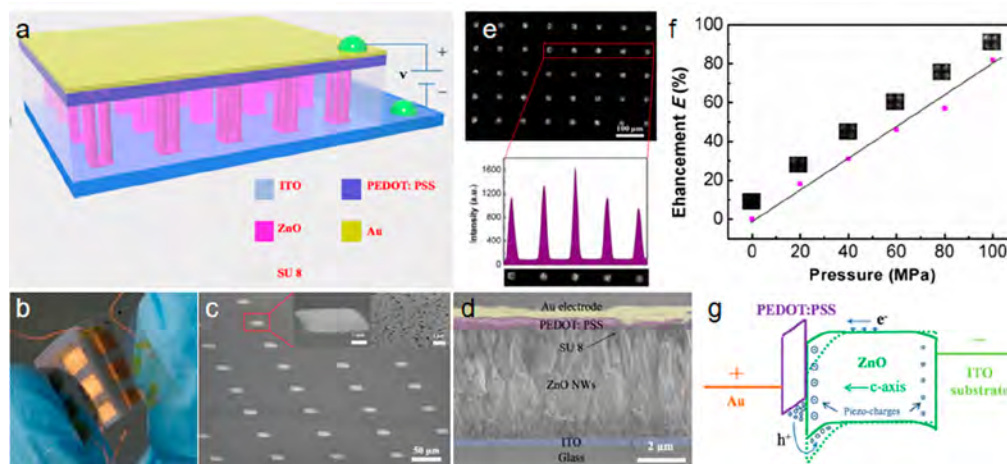 a
v
+
−
ITO
PEDOT: PSS
ZnO
Au
SU 8
e
100 μm
1600
1200
800
400
0
Intensity (a.u.)
f
100
80
60
40
20
0
Ehancement E (%)
0 20 40 60 80 100
Pressure (MPa)
b
c
50 μm
d
Au electrode
PEDOT: PSS
SU 8
ZnO NWs
ITO
Glass
2 μm
g
PEDOT:PSS
e-
ZnO
c-axis
Piezo-charges
+
Au
h+
−
ITO
substrate